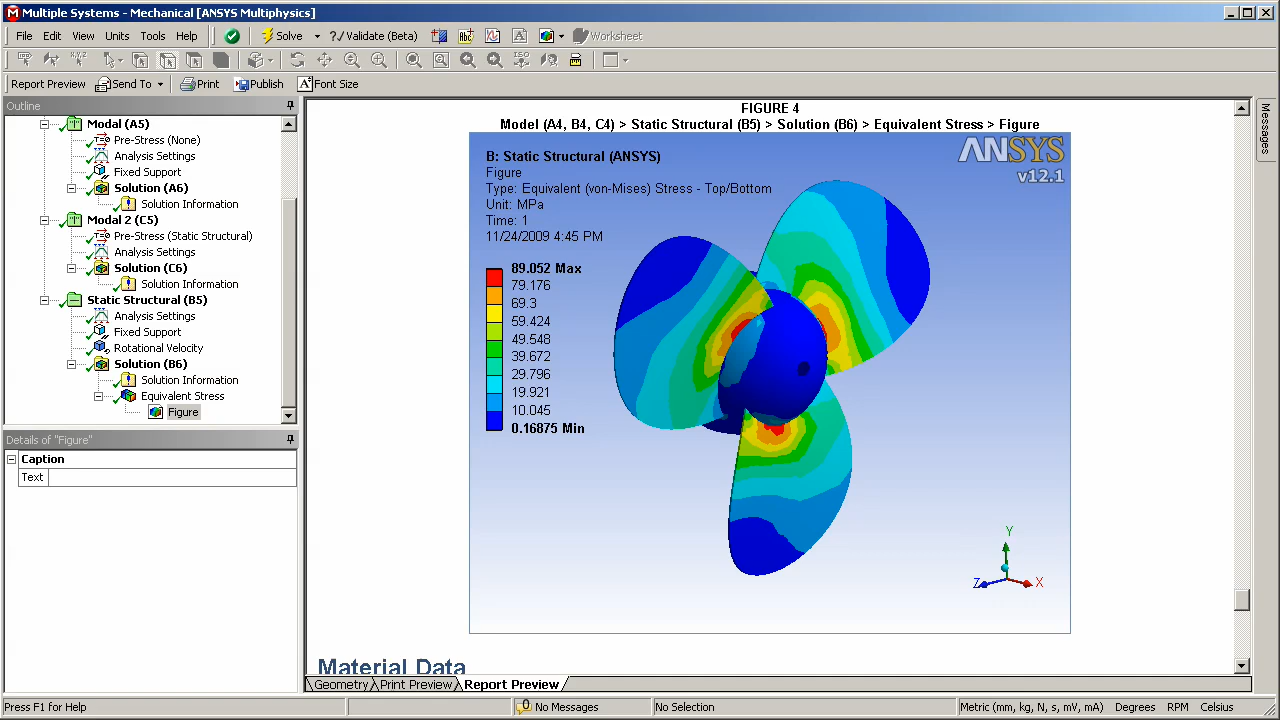 Multiple Systems - Mechanical [ANSYS Multiphysics]
File Edit View Units Tools Help Solve ?/ Validate (Beta) Worksheet
Report Preview Send To Print Publish Font Size
Outline
Modal (A5)
Pre-Stress (None)
Analysis Settings
Fixed Support
Solution (A6)
Solution Information
Modal 2 (C5)
Pre-Stress (Static Structural)
Analysis Settings
Solution (C6)
Solution Information
Static Structural (B5)
Analysis Settings
Fixed Support
Rotational Velocity
Solution (B6)
Solution Information
Equivalent Stress
Figure
Details of "Figure"
Caption
Text
FIGURE 4
Model (A4, B4, C4) > Static Structural (B5) > Solution (B6) > Equivalent Stress > Figure
B: Static Structural (ANSYS)
Figure
Type: Equivalent (von-Mises) Stress - Top/Bottom
Unit: MPa
Time: 1
11/24/2009 4:45 PM
ANSYS
v12.1
89.052 Max
79.176
69.3
59.424
49.548
39.672
29.796
19.921
10.045
0.16875 Min
Y
Z X
Material Data
Geometry Print Preview Report Preview
Messages
Press F1 for Help 0 No Messages No Selection Metric (mm, kg, N, s, mV, mA) Degrees RPM Celsius